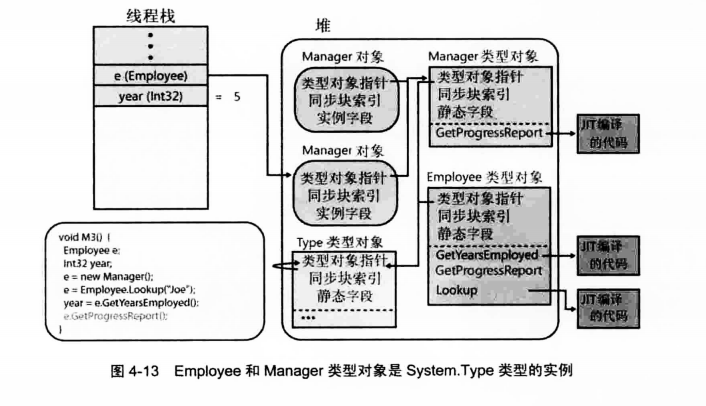 线程栈
e (Employee)
year (Int32)
= 5
堆
Manager 对象
类型对象指针
同步块索引
实例字段
Manager 对象
类型对象指针
同步块索引
实例字段
Type 类型对象
类型对象指针
同步块索引
静态字段
...
Manager 类型对象
类型对象指针
同步块索引
静态字段
GetProgressReport
JIT编译
的代码
Employee 类型对象
类型对象指针
同步块索引
静态字段
GetYearsEmployed
GetProgressReport
Lookup
JIT编译
的代码
JIT编译
的代码
void M3() {
Employee e;
Int32 year;
e = new Manager();
e = Employee.Lookup("Joe");
year = e.GetYearsEmployed();
e.GetProgressReport();
}
图 4-13 Employee 和 Manager 类型对象是 System.Type 类型的实例